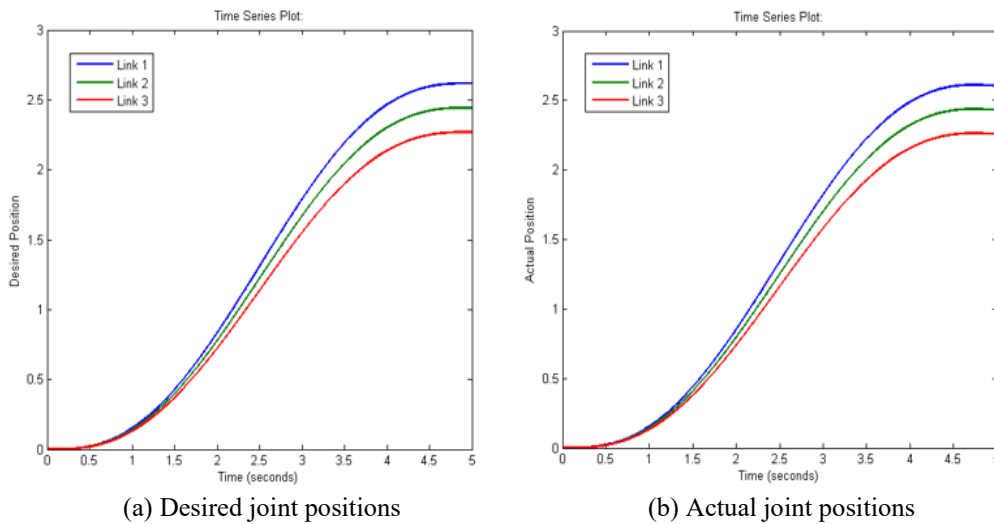 Time Series Plot:
3
2.5
2
1.5
1
0.5
0
Desired Position
Link 1
Link 2
Link 3
0 0.5 1 1.5 2 2.5 3 3.5 4 4.5 5
Time (seconds)
(a) Desired joint positions
Time Series Plot:
3
2.5
2
1.5
1
0.5
0
Actual Position
Link 1
Link 2
Link 3
0 0.5 1 1.5 2 2.5 3 3.5 4 4.5
Time (seconds)
(b) Actual joint positions